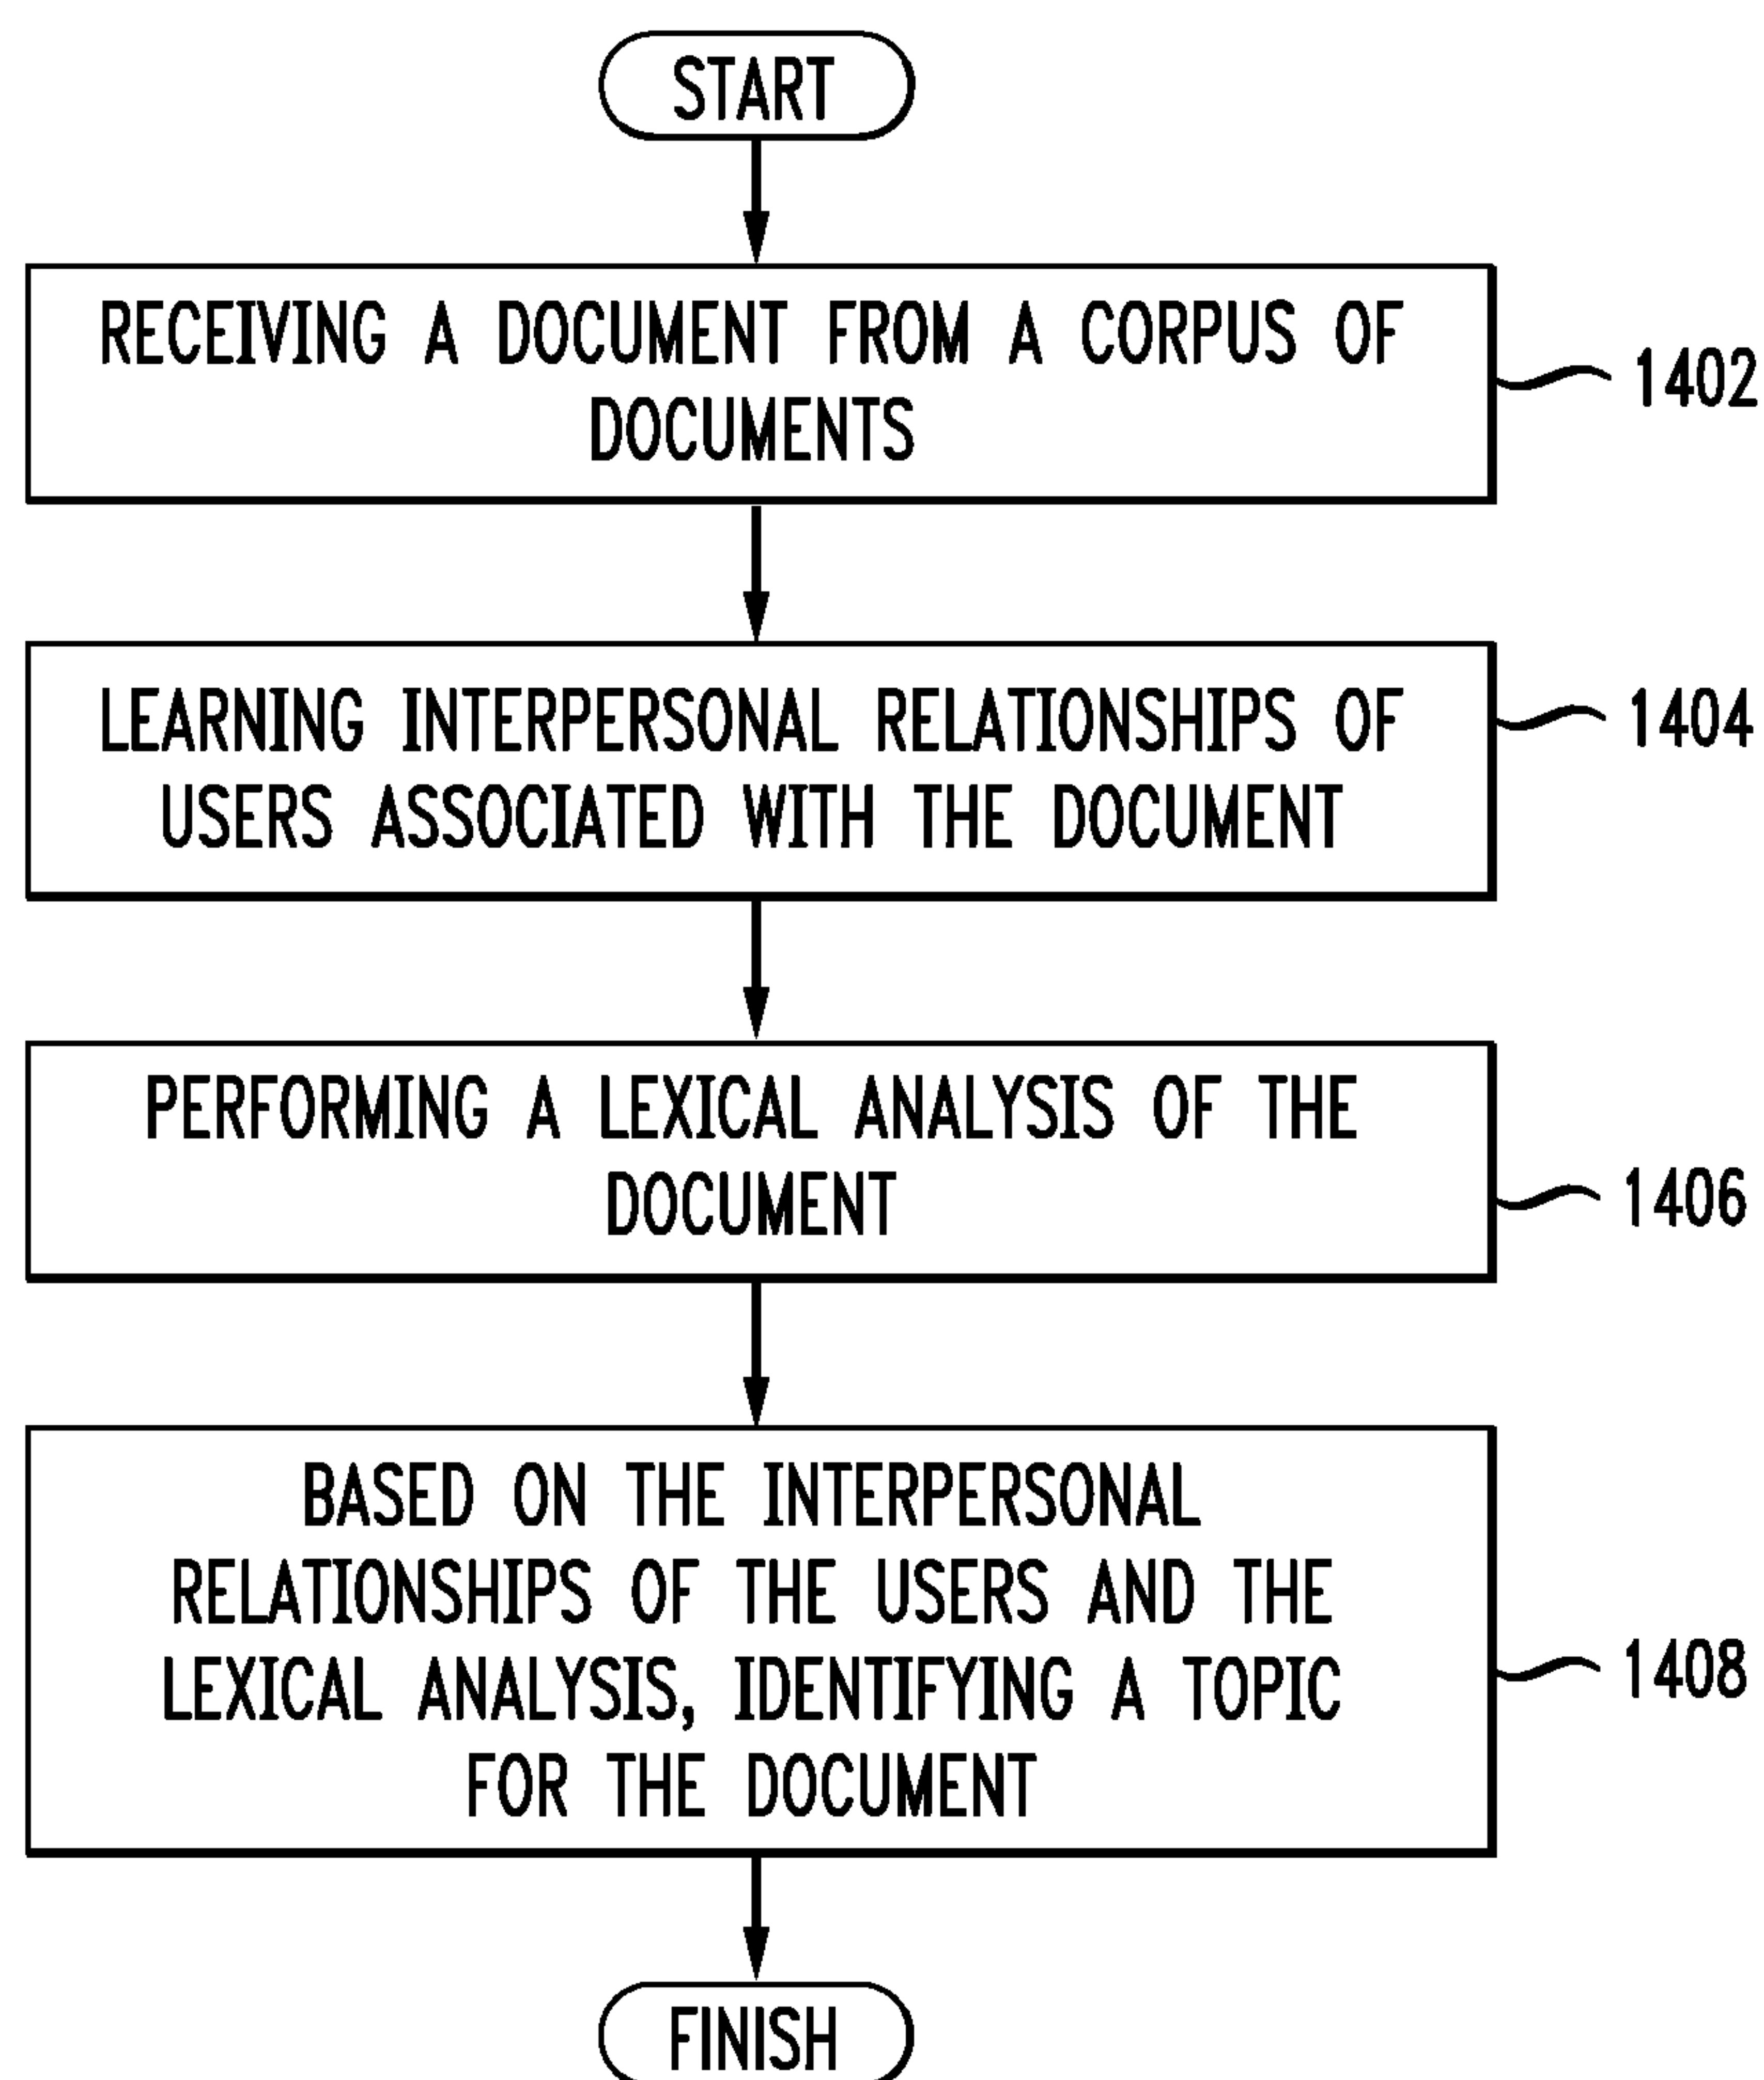 START
RECEIVING A DOCUMENT FROM A CORPUS OF
DOCUMENTS
1402
LEARNING INTERPERSONAL RELATIONSHIPS OF
USERS ASSOCIATED WITH THE DOCUMENT
1404
PERFORMING A LEXICAL ANALYSIS OF THE
DOCUMENT
1406
BASED ON THE INTERPERSONAL
RELATIONSHIPS OF THE USERS AND THE
LEXICAL ANALYSIS, IDENTIFYING A TOPIC
FOR THE DOCUMENT
1408
FINISH